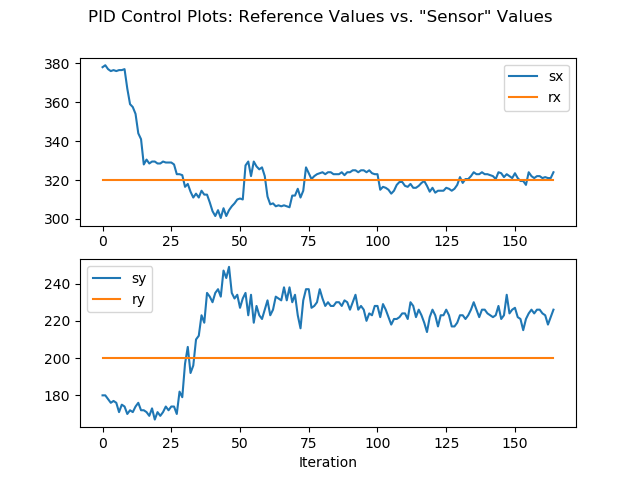 PID Control Plots: Reference Values vs. "Sensor" Values
380
360
340
320
300
sx
rx
0 25 50 75 100 125 150
240
220
200
180
sy
ry
0 25 50 75 100 125 150
Iteration